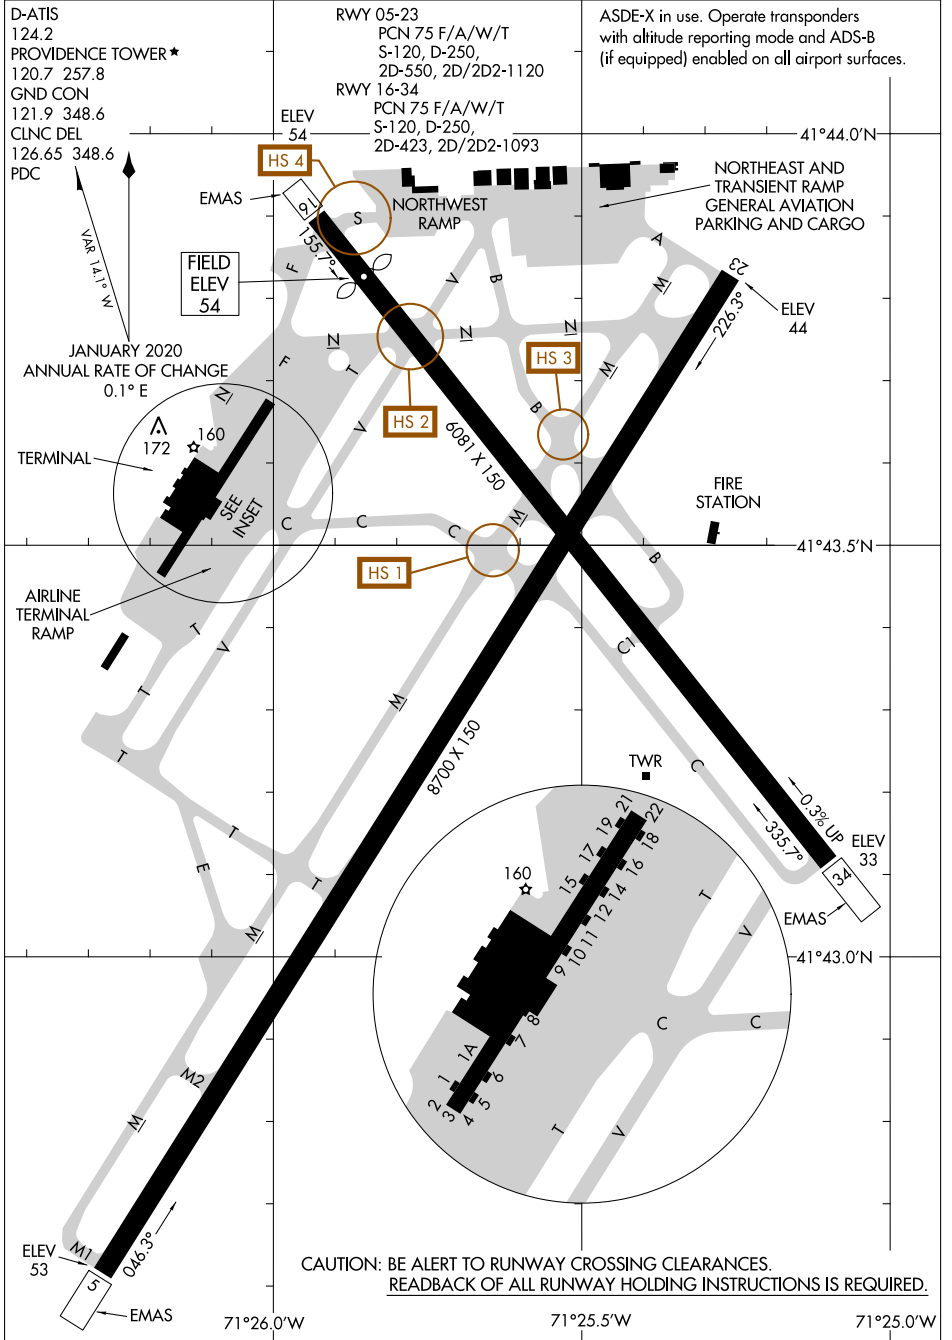 D-ATIS
124.2
PROVIDENCE TOWER★
120.7 257.8
GND CON
121.9 348.6
CLNC DEL
126.65 348.6
PDC
RWY 05-23
PCN 75 F/A/W/T
S-120, D-250,
2D-550, 2D/2D2-1120
RWY 16-34
PCN 75 F/A/W/T
S-120, D-250,
2D-423, 2D/2D2-1093
ASDE-X in use. Operate transponders
with altitude reporting mode and ADS-B
(if equipped) enabled on all airport surfaces.
ELEV
54
41°44.0'N
HS 4
EMAS
16
S
NORTHWEST
RAMP
NORTHEAST AND
TRANSIENT RAMP
GENERAL AVIATION
PARKING AND CARGO
VAR 14.1° W
155.7°
F
V
B
A
M
23
FIELD
ELEV
54
226.3°
ELEV
44
JANUARY 2020
ANNUAL RATE OF CHANGE
0.1° E
N
N
N
F
T
N
HS 3
M
HS 2
B
V
6081 X 150
172
160
TERMINAL
SEE
INSET
FIRE
STATION
C
C
C
M
41°43.5'N
HS 1
B
AIRLINE
TERMINAL
RAMP
T
V
C1
T
M
T
8700 X 150
TWR
C
0.3% UP
335.7°
T
E
T
M
ELEV
33
34
EMAS
160
21
22
19
18
17
16
15
14
12
11
10
9
T
V
41°43.0'N
8
7
C
C
1A
1
6
2
3
4
5
T
V
M2
M
M1
046.3°
ELEV
53
5
EMAS
CAUTION: BE ALERT TO RUNWAY CROSSING CLEARANCES.
READBACK OF ALL RUNWAY HOLDING INSTRUCTIONS IS REQUIRED.
71°26.0'W
71°25.5'W
71°25.0'W